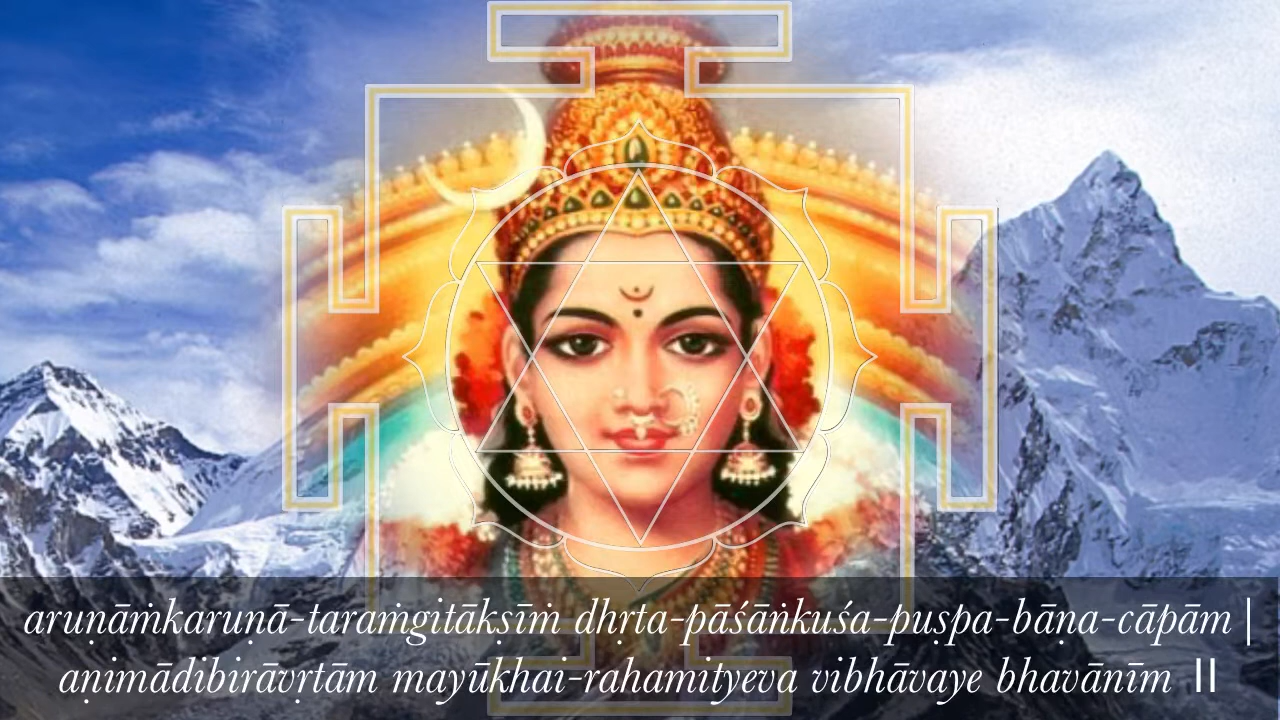 aruṇāṁkaruṇā-taraṁgitākṣīṁ dhṛta-pāśāṅkuśa-puṣpa-bāṇa-cāpām |
aṇimādibirāvṛtām mayūkhai-rahamityeva vibhāvaye bhavānīm ||